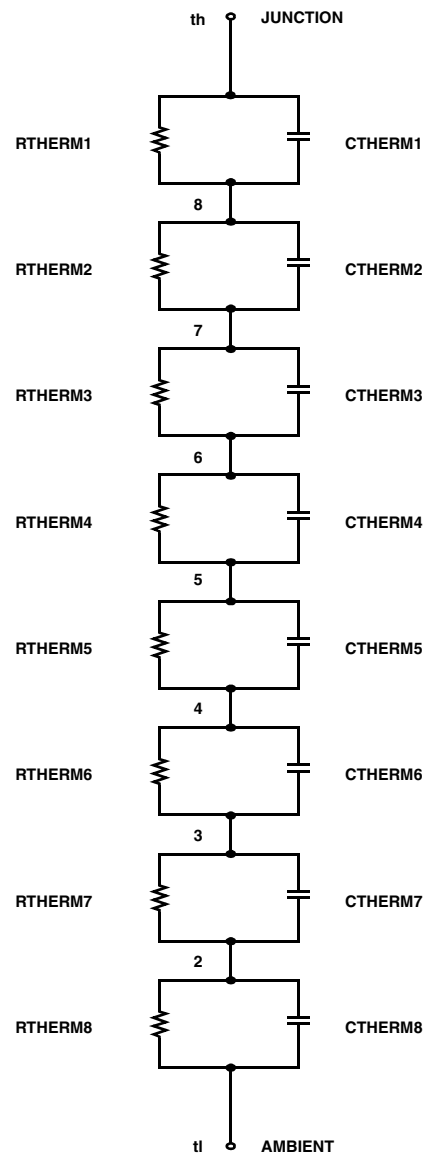 th JUNCTION
RTHERM1 CTHERM1
8
RTHERM2 CTHERM2
7
RTHERM3 CTHERM3
6
RTHERM4 CTHERM4
5
RTHERM5 CTHERM5
4
RTHERM6 CTHERM6
3
RTHERM7 CTHERM7
2
RTHERM8 CTHERM8
tl AMBIENT